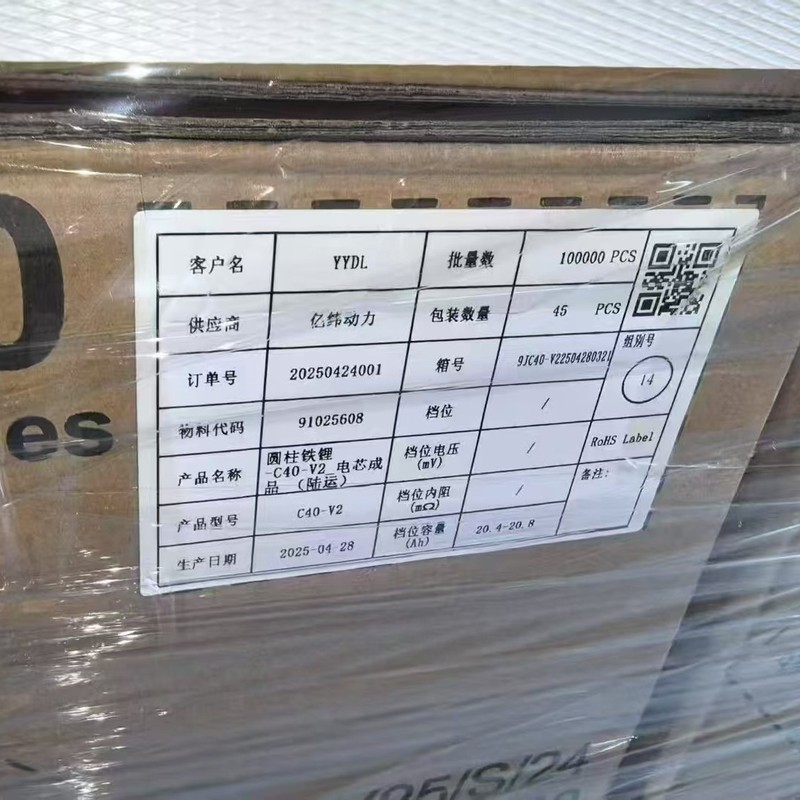 客户名 YYDL 批量数 100000 PCS
供应商 亿纬动力 包装数量 45 PCS
订单号 20250424001 箱号 9JC40-V22504280321 组别号
14
物料代码 91025608 档位 /
RoHS Label
产品名称 圆柱铁锂
-C40-V2_电芯成
品 (陆运) 档位电压
(mV) /
备注:
产品型号 C40-V2 档位内阻
(mΩ) /
生产日期 2025-04-28 档位容量
(Ah) 20.4-20.8
es
/S/24